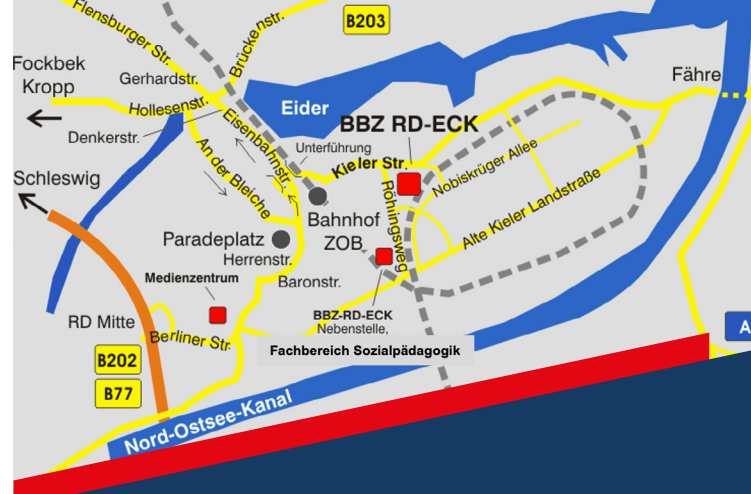 Flensburger Str.
Brückenstr.
B203
Fockbek
Kropp
Gerhardstr.
Fähre
Hollesenstr.
Eider
BBZ RD-ECK
Denkerstr.
Eisenbahnstr.
Unterführung
An der Bleiche
Kieler Str.
Nobiskrüger Allee
Schleswig
Röhlingsweg
Alte Kieler Landstraße
Bahnhof
ZOB
Paradeplatz
Herrenstr.
Medienzentrum
Baronstr.
BBZ-RD-ECK
Nebenstelle,
Fachbereich Sozialpädagogik
RD Mitte
Berliner Str.
A
B202
B77
Nord-Ostsee-Kanal